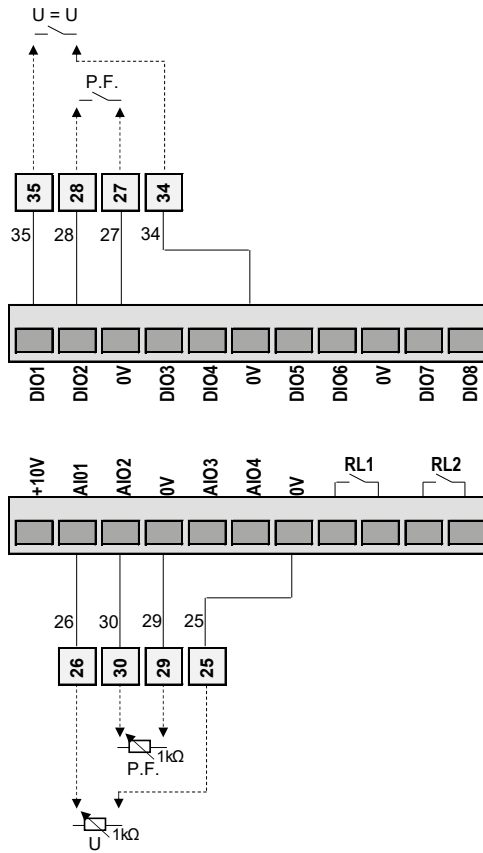 U = U
P.F.
35 28 27 34
35 28 27 34
DIO1 DIO2 0V DIO3 DIO4 0V DIO5 DIO6 0V DIO7 DIO8
+10V AI01 AIO2 0V AIO3 AIO4 0V RL1 RL2
26 30 29 25
26 30 29 25
1kΩ
P.F.
1kΩ
U